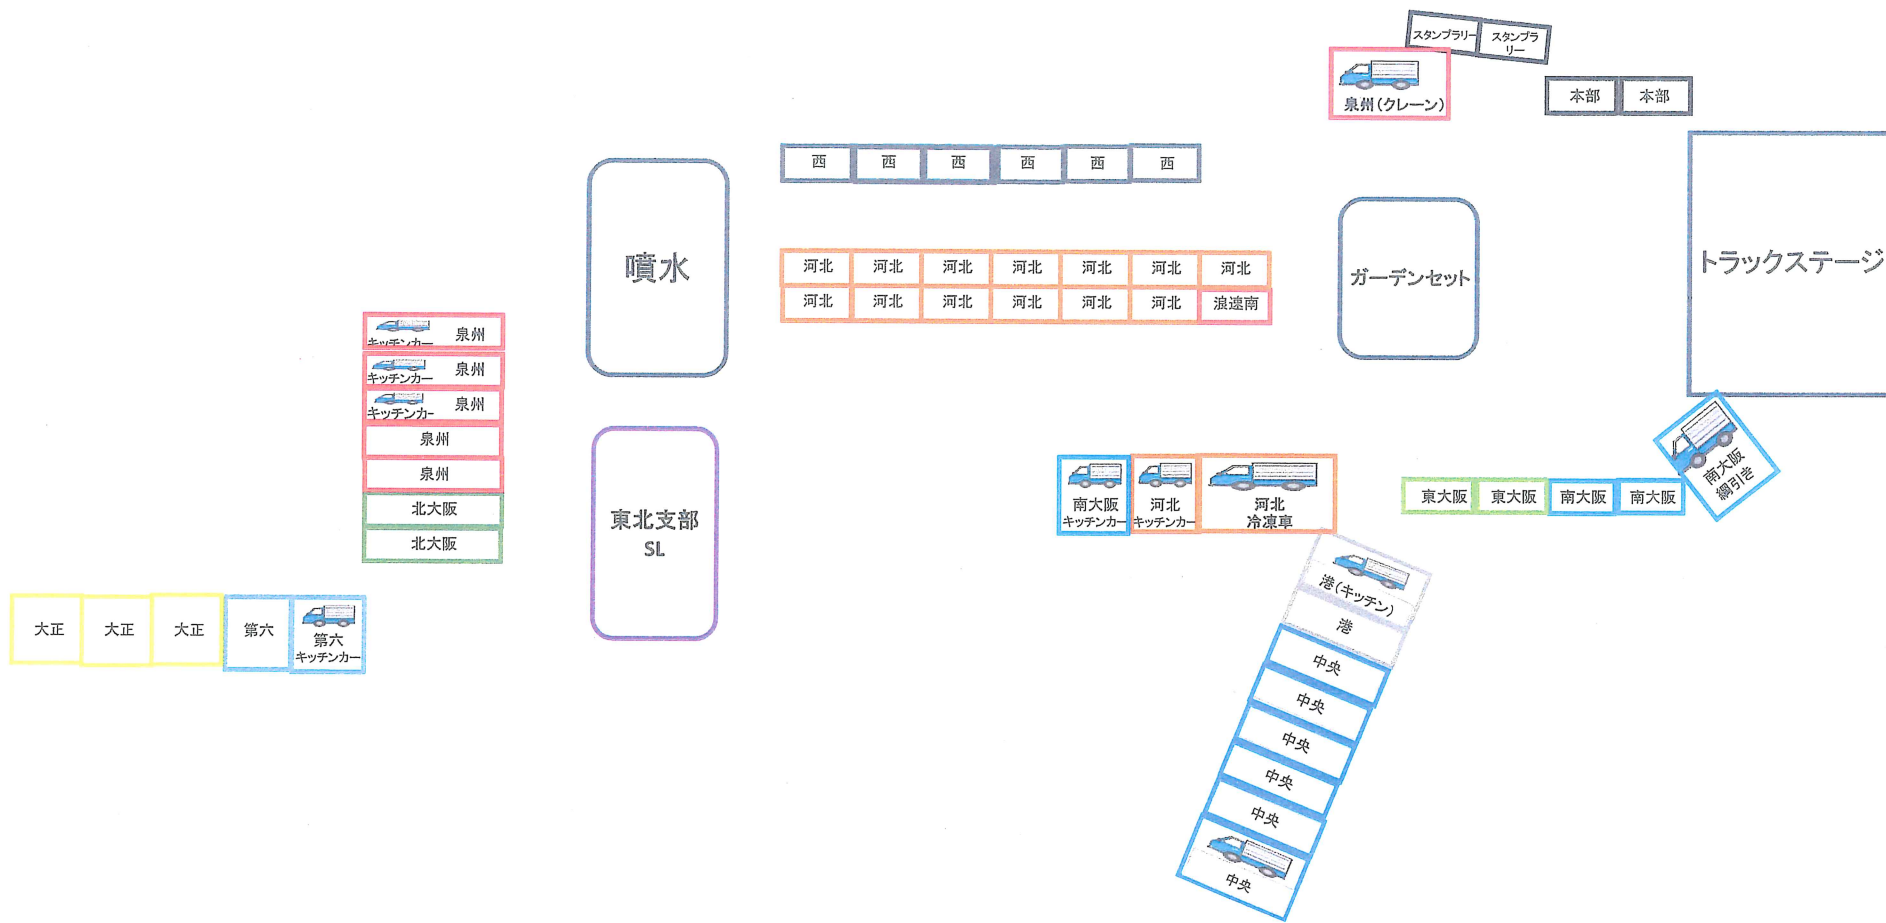 スタンプラリー
スタンプラ
リー
泉州(クレーン)
本部
本部
西
西
西
西
西
西
噴水
河北
河北
河北
河北
河北
河北
河北
河北
河北
河北
河北
河北
河北
浪速南
ガーデンセット
トラックステージ
キッチンカー 泉州
キッチンカー 泉州
キッチンカー 泉州
泉州
泉州
北大阪
北大阪
東北支部
SL
南大阪
キッチンカー
河北
キッチンカー
河北
冷凍車
東大阪
東大阪
南大阪
南大阪
南大阪
綱引き
大正
大正
大正
第六
第六
キッチンカー
港(キッチン)
港
中央
中央
中央
中央
中央
中央